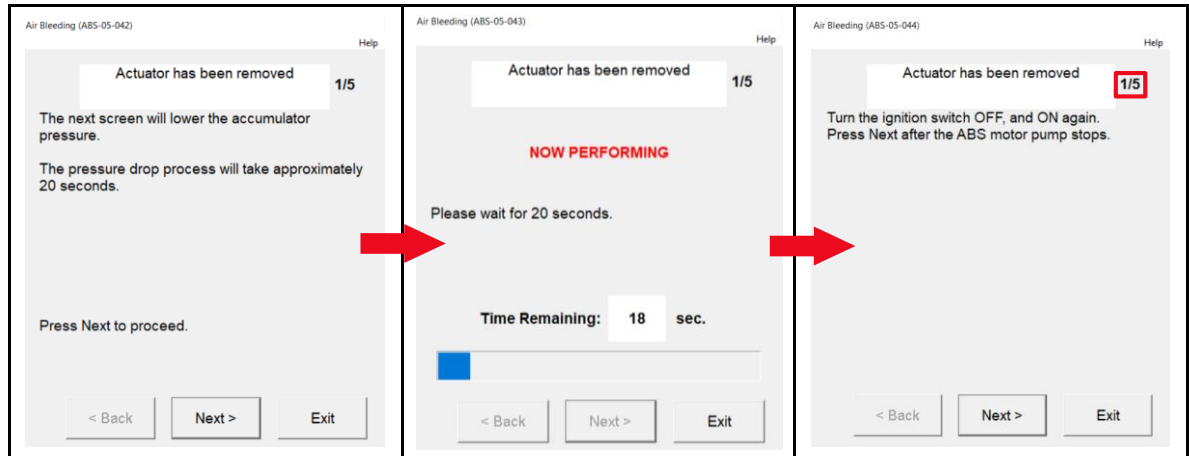 Air Bleeding (ABS-05-042)
Help
Actuator has been removed
1/5
The next screen will lower the accumulator
pressure.
The pressure drop process will take approximately
20 seconds.
Press Next to proceed.
< Back
Next >
Exit
Air Bleeding (ABS-05-043)
Help
Actuator has been removed
1/5
NOW PERFORMING
Please wait for 20 seconds.
Time Remaining: 18 sec.
< Back
Next >
Exit
Air Bleeding (ABS-05-044)
Help
Actuator has been removed
1/5
Turn the ignition switch OFF, and ON again.
Press Next after the ABS motor pump stops.
< Back
Next >
Exit